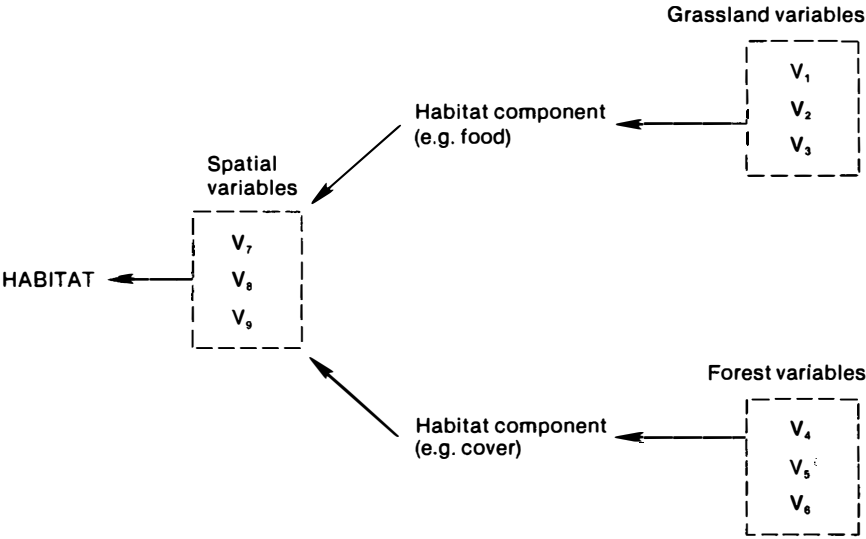 Grassland variables
V₁
V₂
V₃
Habitat component
(e.g. food)
Spatial
variables
V₇
V₈
V₉
HABITAT
Habitat component
(e.g. cover)
Forest variables
V₄
V₅
V₆